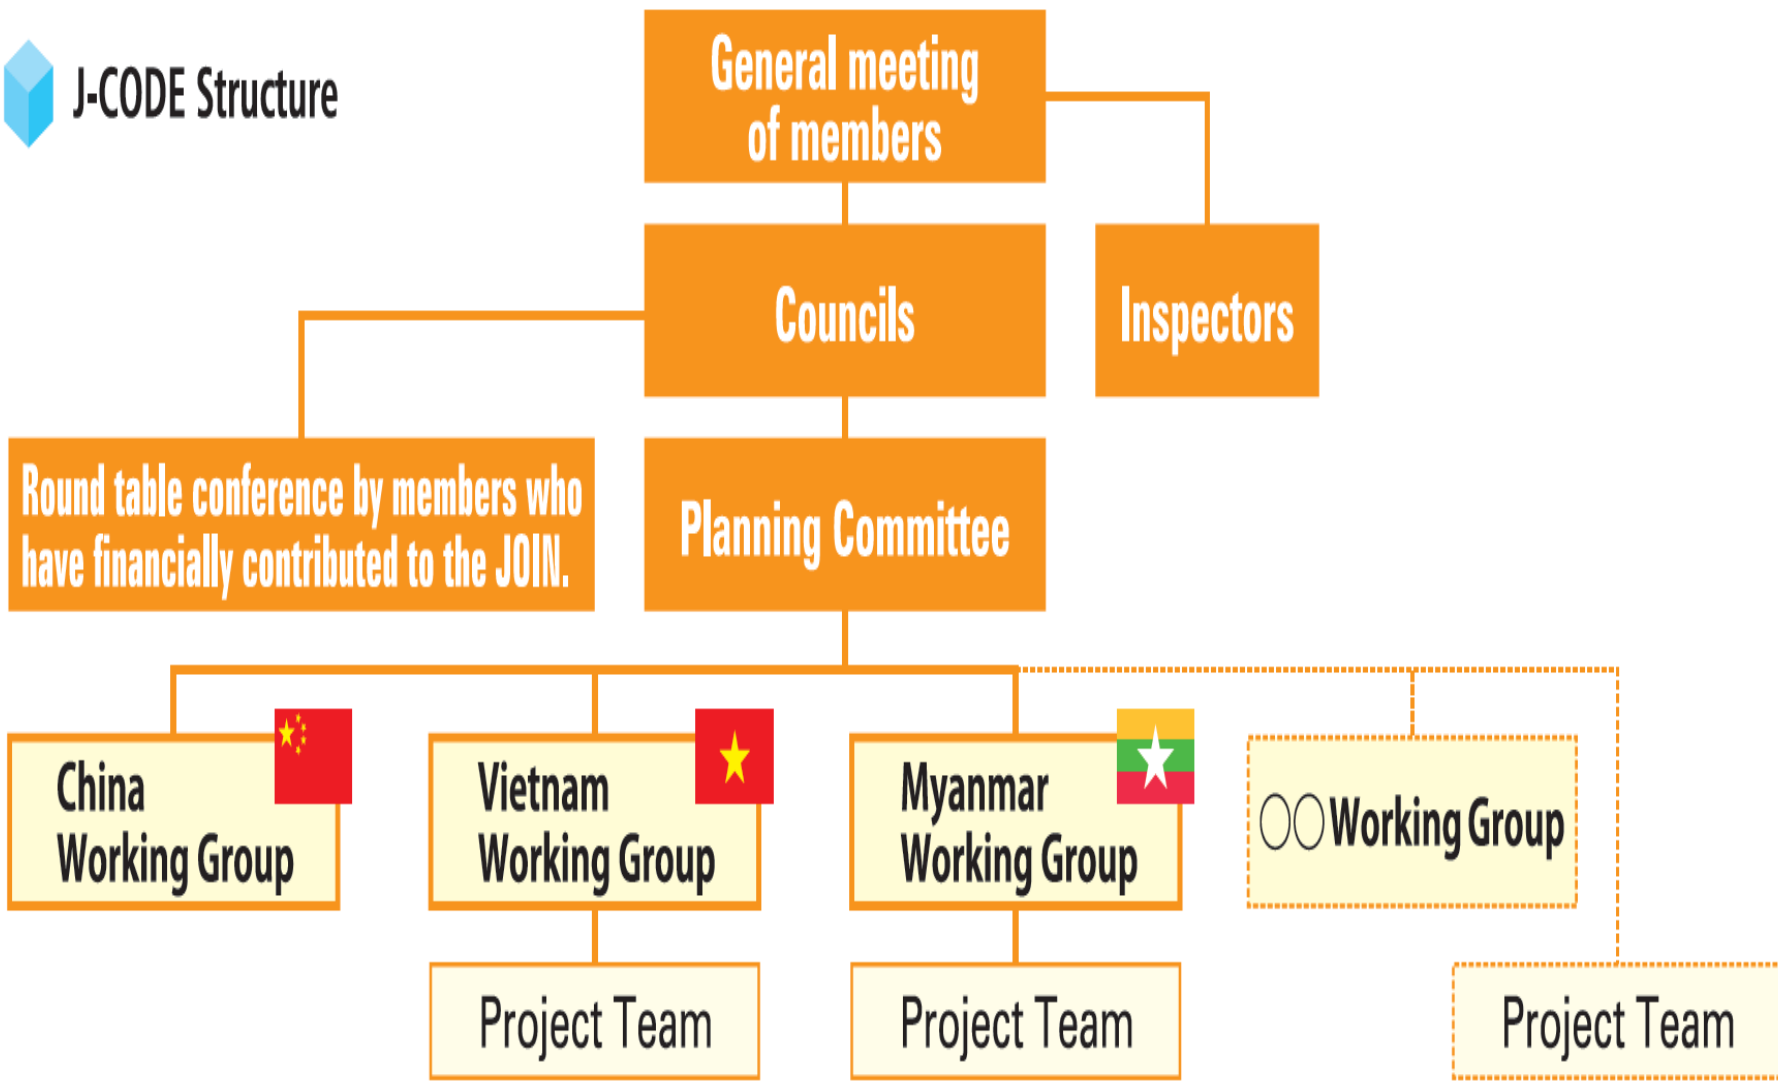 J-CODE Structure
General meeting
of members
Councils
Inspectors
Round table conference by members who
have financially contributed to the JOIN.
Planning Committee
China
Working Group
Vietnam
Working Group
Myanmar
Working Group
○○Working Group
Project Team
Project Team
Project Team